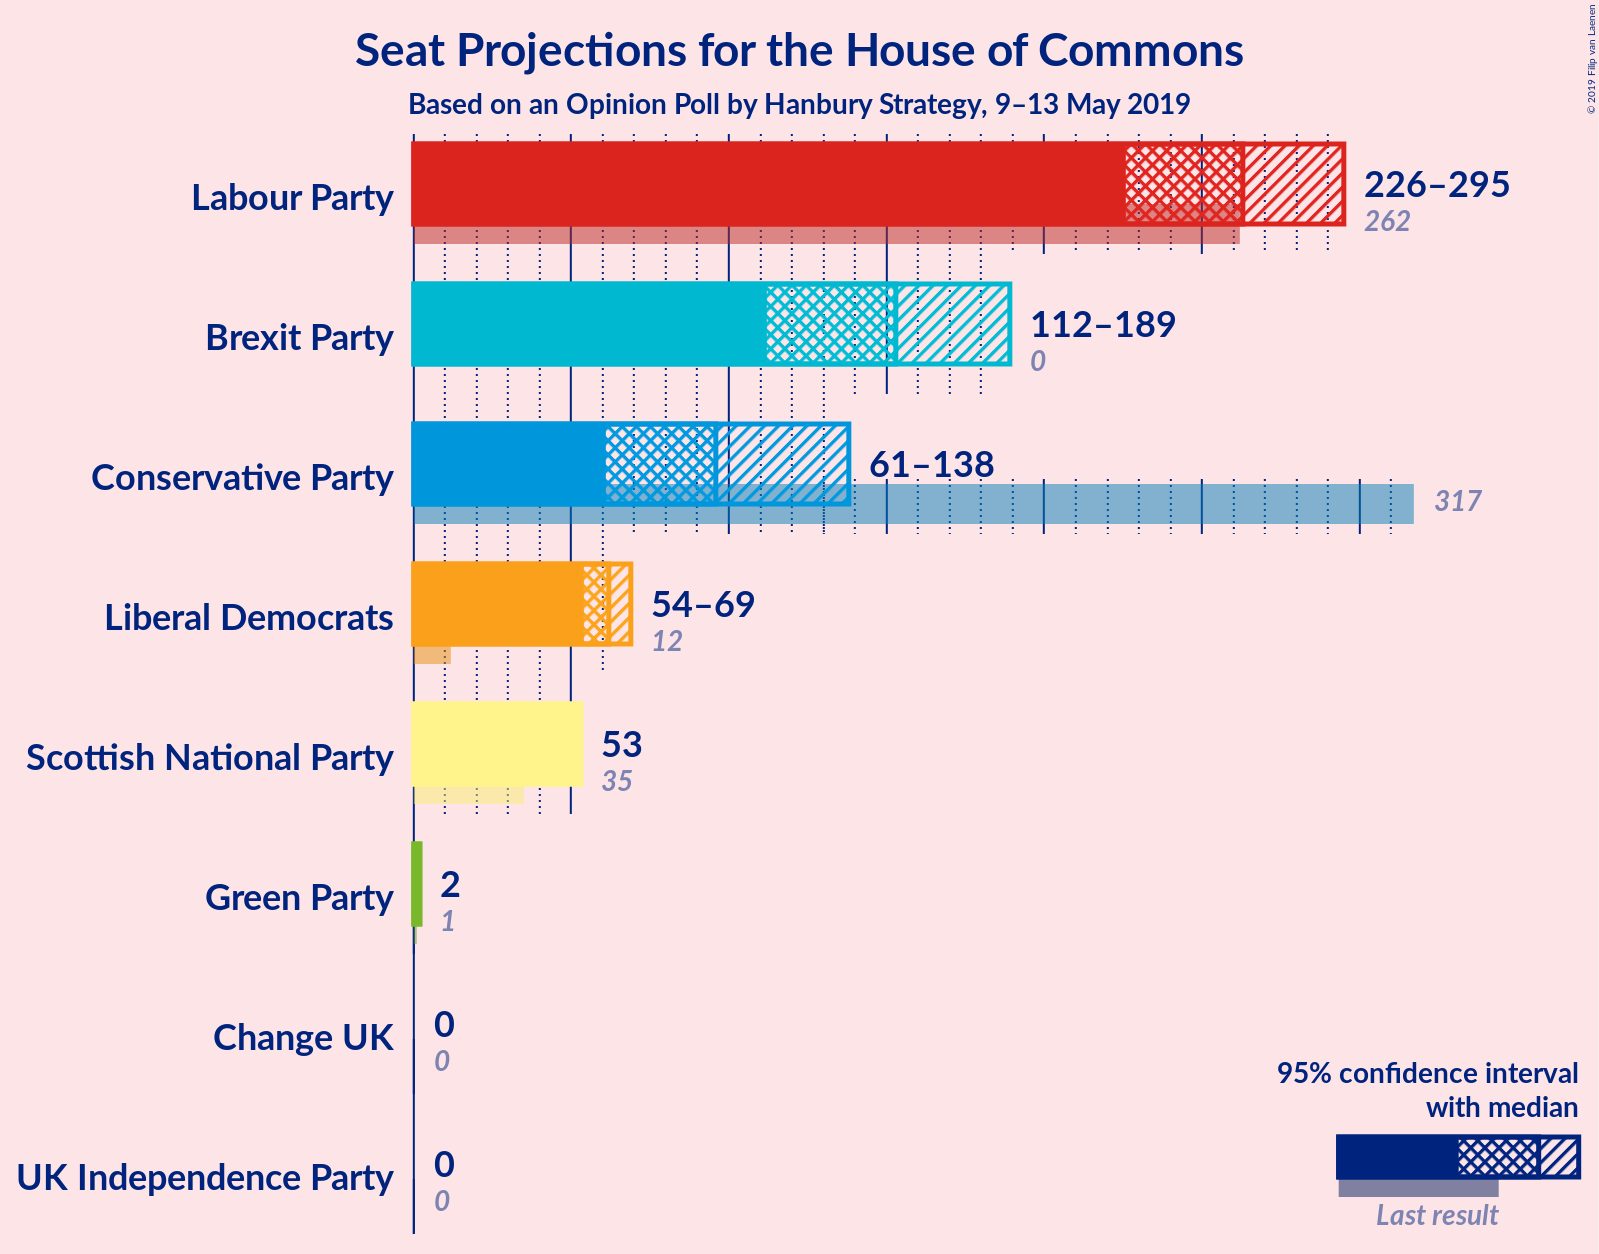 Seat Projections for the House of Commons
Based on an Opinion Poll by Hanbury Strategy, 9–13 May 2019
© 2019 Filip van Laenen
Labour Party
226–295
262
Brexit Party
112–189
0
Conservative Party
61–138
317
Liberal Democrats
54–69
12
Scottish National Party
53
35
Green Party
2
1
Change UK
0
0
UK Independence Party
0
0
95% confidence interval
with median
Last result